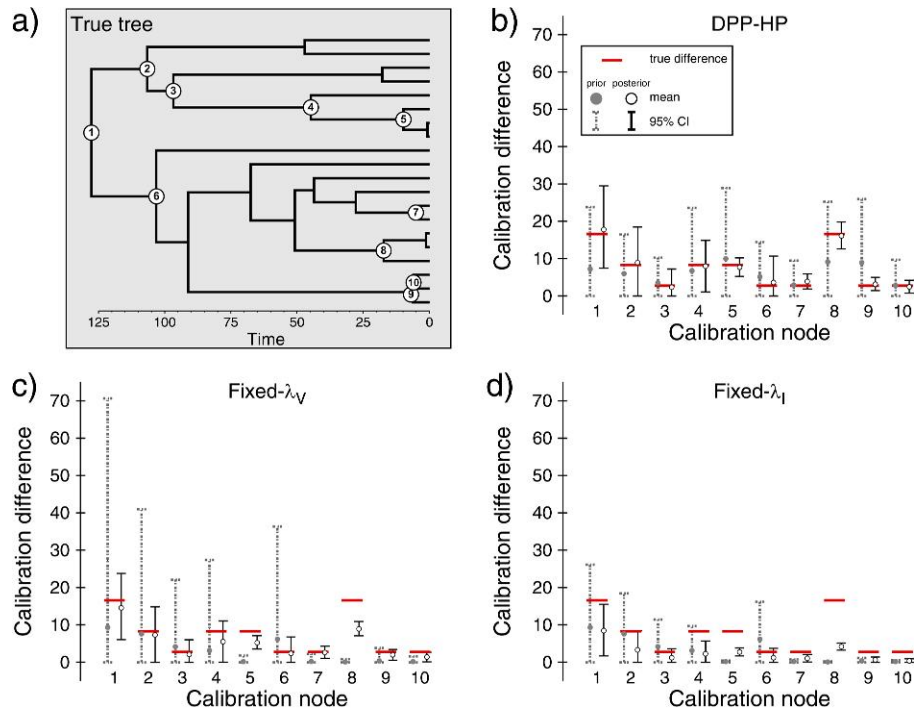 a)
True tree
1
2
3
4
5
6
7
8
10
9
125 100 75 50 25 0
Time
b)
DPP-HP
true difference
prior posterior
mean
95% CI
Calibration difference
70
60
50
40
30
20
10
0
1 2 3 4 5 6 7 8 9 10
Calibration node
c)
Fixed-λV
Calibration difference
70
60
50
40
30
20
10
0
1 2 3 4 5 6 7 8 9 10
Calibration node
d)
Fixed-λI
Calibration difference
70
60
50
40
30
20
10
0
1 2 3 4 5 6 7 8 9 10
Calibration node